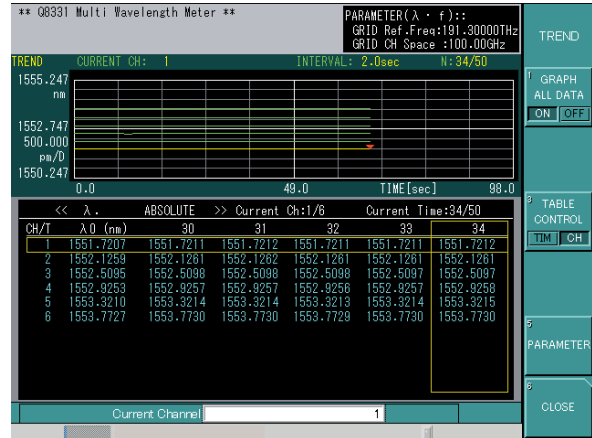 ** Q8331 Multi Wavelength Meter **
PARAMETER(λ · f)::
GRID Ref.Freq:191.30000THz
GRID CH Space :100.00GHz
TREND
TREND CURRENT CH: 1 INTERVAL: 2.0sec N:34/50
1555.247
nm
1552.747
500.000
pm/D
1550.247
0.0 49.0 TIME[sec] 98.0
1 GRAPH
ALL DATA
ON OFF
3 TABLE
CONTROL
TIM CH
5
PARAMETER
6
CLOSE
<< λ. ABSOLUTE >> Current Ch:1/6 Current Time:34/50
CH/T λ0 (nm) 30 31 32 33 34
1 1551.7207 1551.7211 1551.7212 1551.7211 1551.7211 1551.7212
2 1552.1259 1552.1261 1552.1262 1552.1261 1552.1261 1552.1261
3 1552.5095 1552.5098 1552.5098 1552.5098 1552.5097 1552.5097
4 1552.9253 1552.9257 1552.9257 1552.9256 1552.9257 1552.9258
5 1553.3210 1553.3214 1553.3214 1553.3213 1553.3214 1553.3215
6 1553.7727 1553.7730 1553.7730 1553.7729 1553.7730 1553.7730
Current Channel 1